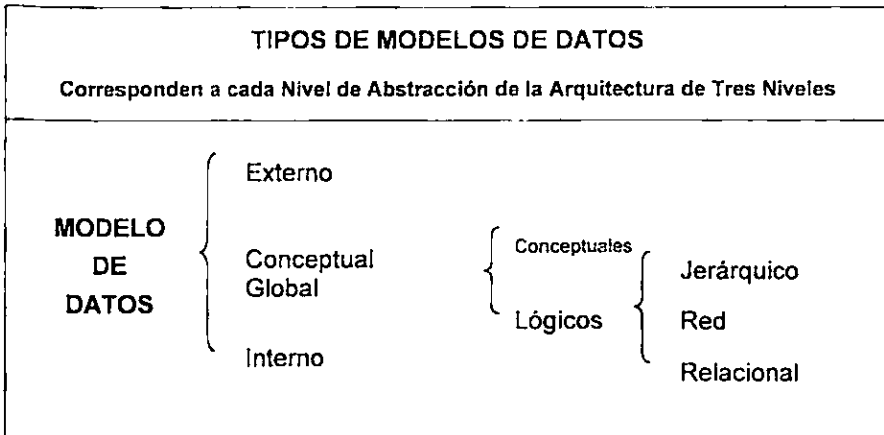 TIPOS DE MODELOS DE DATOS
Corresponden a cada Nivel de Abstracción de la Arquitectura de Tres Niveles
MODELO
DE
DATOS
Externo
Conceptual
Global
Interno
Conceptuales
Lógicos
Jerárquico
Red
Relacional